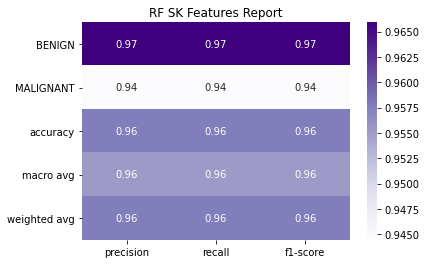 RF SK Features Report
BENIGN 0.97 0.97 0.97
MALIGNANT 0.94 0.94 0.94
accuracy 0.96 0.96 0.96
macro avg 0.96 0.96 0.96
weighted avg 0.96 0.96 0.96
precision recall f1-score
0.9650
0.9625
0.9600
0.9575
0.9550
0.9525
0.9500
0.9475
0.9450